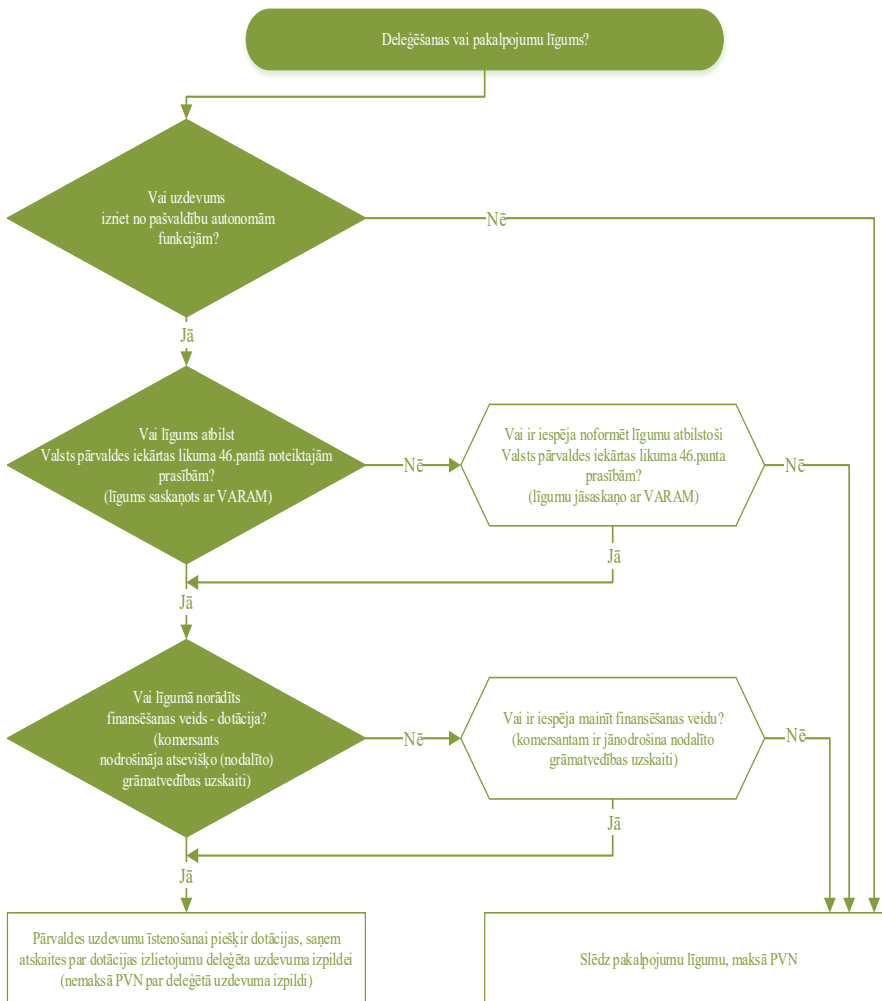 Deleģēšanas vai pakalpojumu līgums?
Vai uzdevums
izriet no pašvaldību autonomām
funkcijām?
Nē
Jā
Vai līgums atbilst
Valsts pārvaldes iekārtas likuma 46.pantā noteiktajām
prasībām?
(līgums saskaņots ar VARAM)
Nē
Vai ir iespēja noformēt līgumu atbilstoši
Valsts pārvaldes iekārtas likuma 46.panta
prasībām?
(līgumu jāsaskaņo ar VARAM)
Nē
Jā
Jā
Vai līgumā norādīts
finansēšanas veids - dotācija?
(komersants
nodrošināja atsevišķo (nodalīto)
grāmatvedības uzskaiti)
Nē
Vai ir iespēja mainīt finansēšanas veidu?
(komersantam ir jānodrošina nodalīto
grāmatvedības uzskaiti)
Nē
Jā
Jā
Pārvaldes uzdevumu īstenošanai piešķir dotācijas, saņem
atskaites par dotācijas izlietojumu deleģēta uzdevuma izpildei
(nemaksā PVN par deleģētā uzdevuma izpildi)
Slēdz pakalpojumu līgumu, maksā PVN